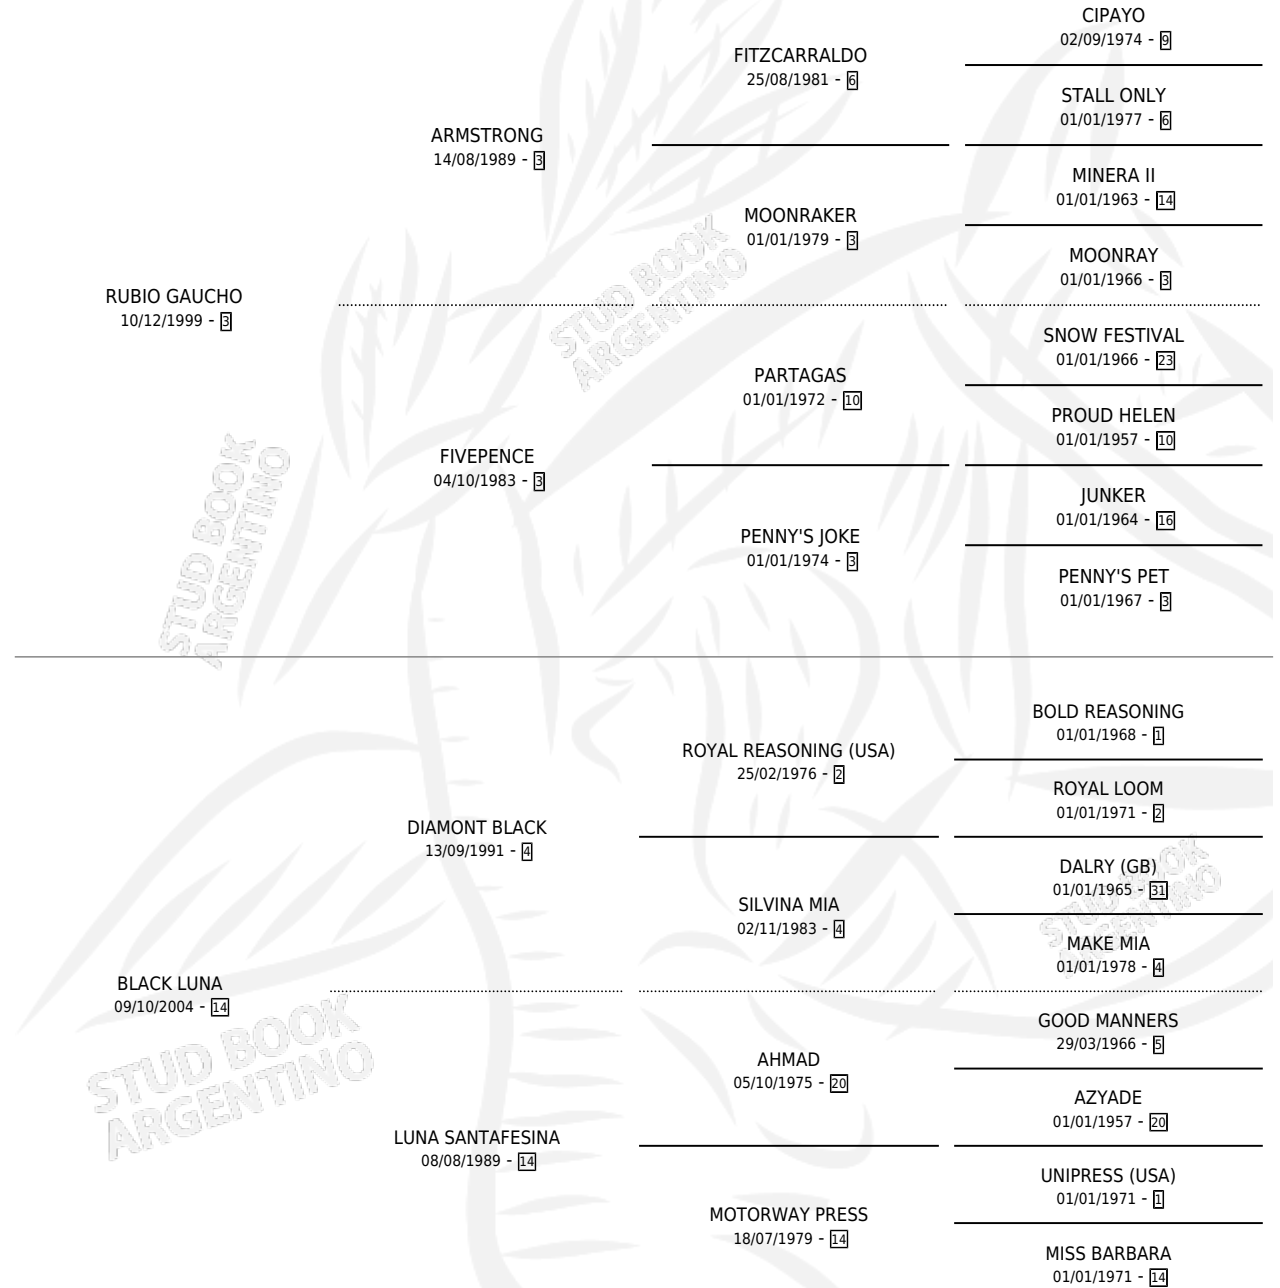 CIPAYO
02/09/1974 - 9
FITZCARRALDO
25/08/1981 - 6
STALL ONLY
01/01/1977 - 6
ARMSTRONG
14/08/1989 - 3
MINERA II
01/01/1963 - 14
MOONRAKER
01/01/1979 - 3
MOONRAY
01/01/1966 - 3
RUBIO GAUCHO
10/12/1999 - 3
SNOW FESTIVAL
01/01/1966 - 23
PARTAGAS
01/01/1972 - 10
PROUD HELEN
01/01/1957 - 10
FIVEPENCE
04/10/1983 - 3
JUNKER
01/01/1964 - 16
PENNY'S JOKE
01/01/1974 - 3
PENNY'S PET
01/01/1967 - 3
STUD BOOK
ARGENTINO
STUD BOOK
ARGENTINO
BOLD REASONING
01/01/1968 - 1
ROYAL REASONING (USA)
25/02/1976 - 2
ROYAL LOOM
01/01/1971 - 2
DIAMONT BLACK
13/09/1991 - 4
DALRY (GB)
01/01/1965 - 31
SILVINA MIA
02/11/1983 - 4
MAKE MIA
01/01/1978 - 4
BLACK LUNA
09/10/2004 - 14
GOOD MANNERS
29/03/1966 - 5
AHMAD
05/10/1975 - 20
AZYADE
01/01/1957 - 20
LUNA SANTAFESINA
08/08/1989 - 14
UNIPRESS (USA)
01/01/1971 - 1
MOTORWAY PRESS
18/07/1979 - 14
MISS BARBARA
01/01/1971 - 14
STUD BOOK
ARGENTINO
STUD BOOK
ARGENTINO